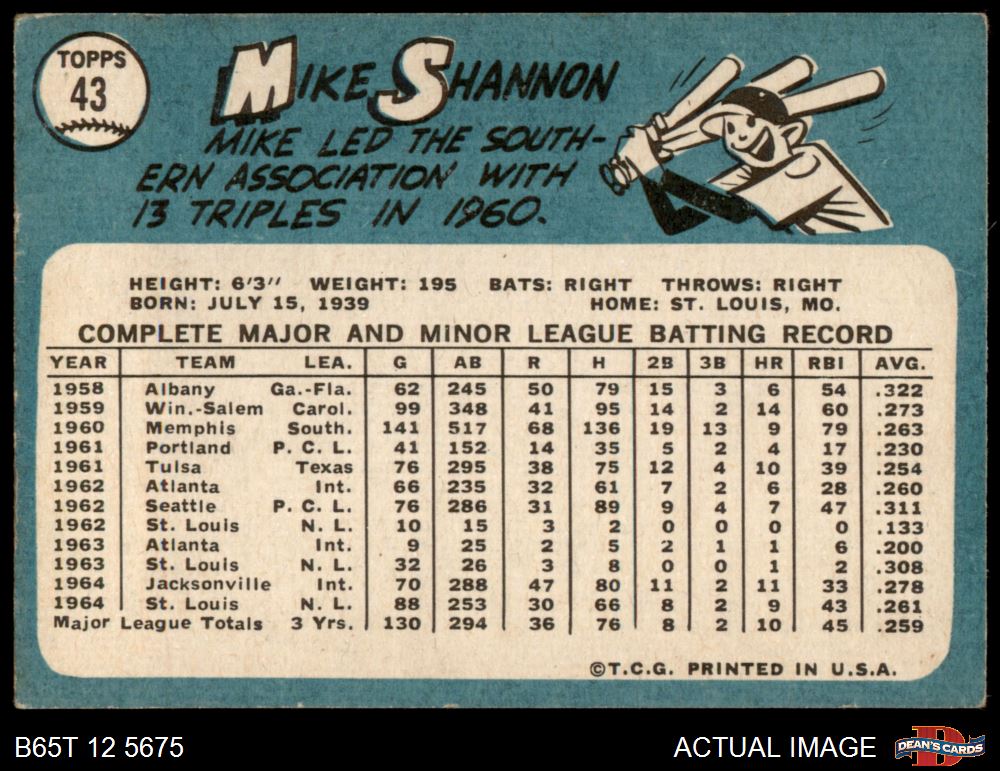 TOPPS
43
MIKE SHANNON
MIKE LED THE SOUTH-
ERN ASSOCIATION WITH
13 TRIPLES IN 1960.
HEIGHT: 6'3" WEIGHT: 195 BATS: RIGHT THROWS: RIGHT
BORN: JULY 15, 1939 HOME: ST. LOUIS, MO.
COMPLETE MAJOR AND MINOR LEAGUE BATTING RECORD
YEAR TEAM LEA. G AB R H 2B 3B HR RBI AVG.
1958 Albany Ga.-Fla. 62 245 50 79 15 3 6 54 .322
1959 Win.-Salem Carol. 99 348 41 95 14 2 14 60 .273
1960 Memphis South. 141 517 68 136 19 13 9 79 .263
1961 Portland P. C. L. 41 152 14 35 5 2 4 17 .230
1961 Tulsa Texas 76 295 38 75 12 4 10 39 .254
1962 Atlanta Int. 66 235 32 61 7 2 6 28 .260
1962 Seattle P. C. L. 76 286 31 89 9 4 7 47 .311
1962 St. Louis N. L. 10 15 3 2 0 0 0 0 .133
1963 Atlanta Int. 9 25 2 5 2 1 1 6 .200
1963 St. Louis N. L. 32 26 3 8 0 0 1 2 .308
1964 Jacksonville Int. 70 288 47 80 11 2 11 33 .278
1964 St. Louis N. L. 88 253 30 66 8 2 9 43 .261
Major League Totals 3 Yrs. 130 294 36 76 8 2 10 45 .259
©T.C.G. PRINTED IN U.S.A.
B65T 12 5675 ACTUAL IMAGE DEAN'S CARDS